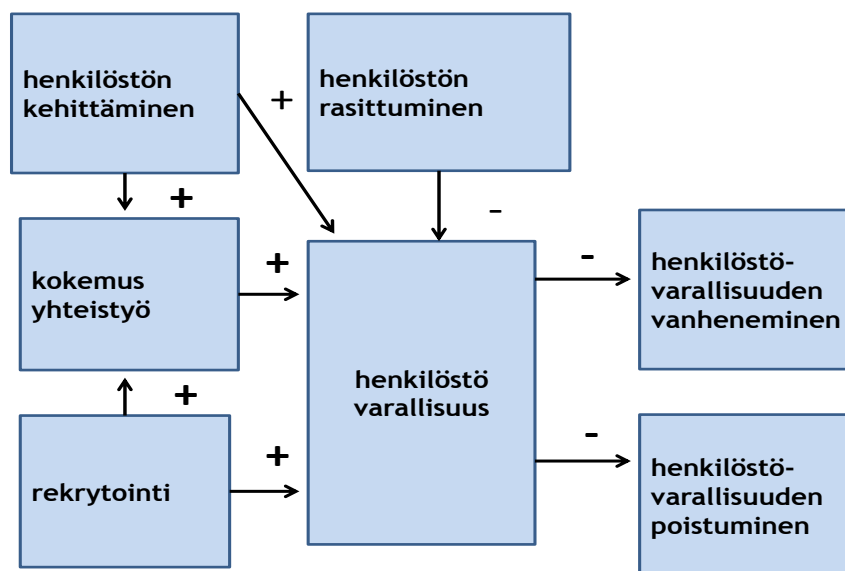 henkilöstön
kehittäminen
+
henkilöstön
rasittuminen
+
-
kokemus
yhteistyö
+
-
henkilöstö-
varallisuuden
vanheneminen
henkilöstö
varallisuus
+
rekrytointi
+
-
henkilöstö-
varallisuuden
poistuminen